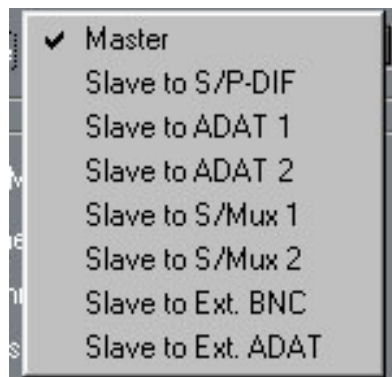 Master
Slave to S/P-DIF
Slave to ADAT 1
Slave to ADAT 2
Slave to S/Mux 1
Slave to S/Mux 2
Slave to Ext. BNC
Slave to Ext. ADAT